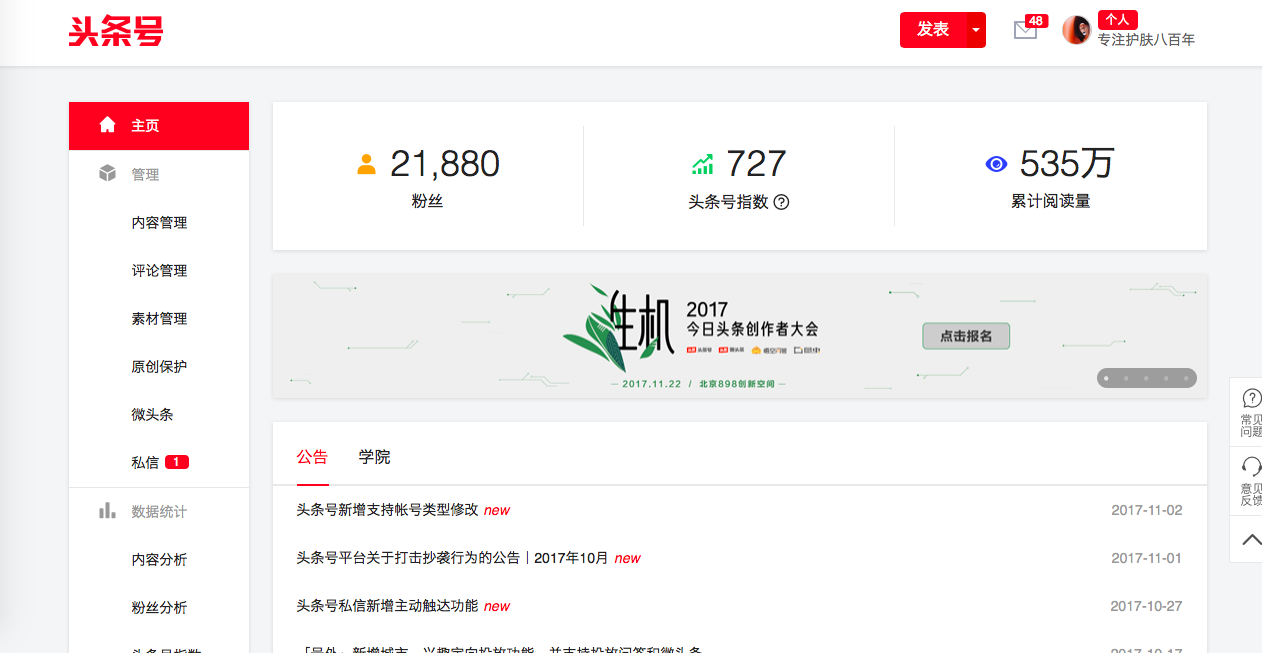 头条号
发表
48
个人
专注护肤八百年
主页
管理
内容管理
评论管理
素材管理
原创保护
微头条
私信 1
数据统计
内容分析
粉丝分析
头条号指数
21,880
粉丝
727
头条号指数
535万
累计阅读量
生机
2017
今日头条创作者大会
2017.11.22 / 北京898创新空间
点击报名
公告 学院
头条号新增支持帐号类型修改 new 2017-11-02
头条号平台关于打击抄袭行为的公告｜2017年10月 new 2017-11-01
头条号私信新增主动触达功能 new 2017-10-27
2017-10-17
常见
问题
意见
反馈